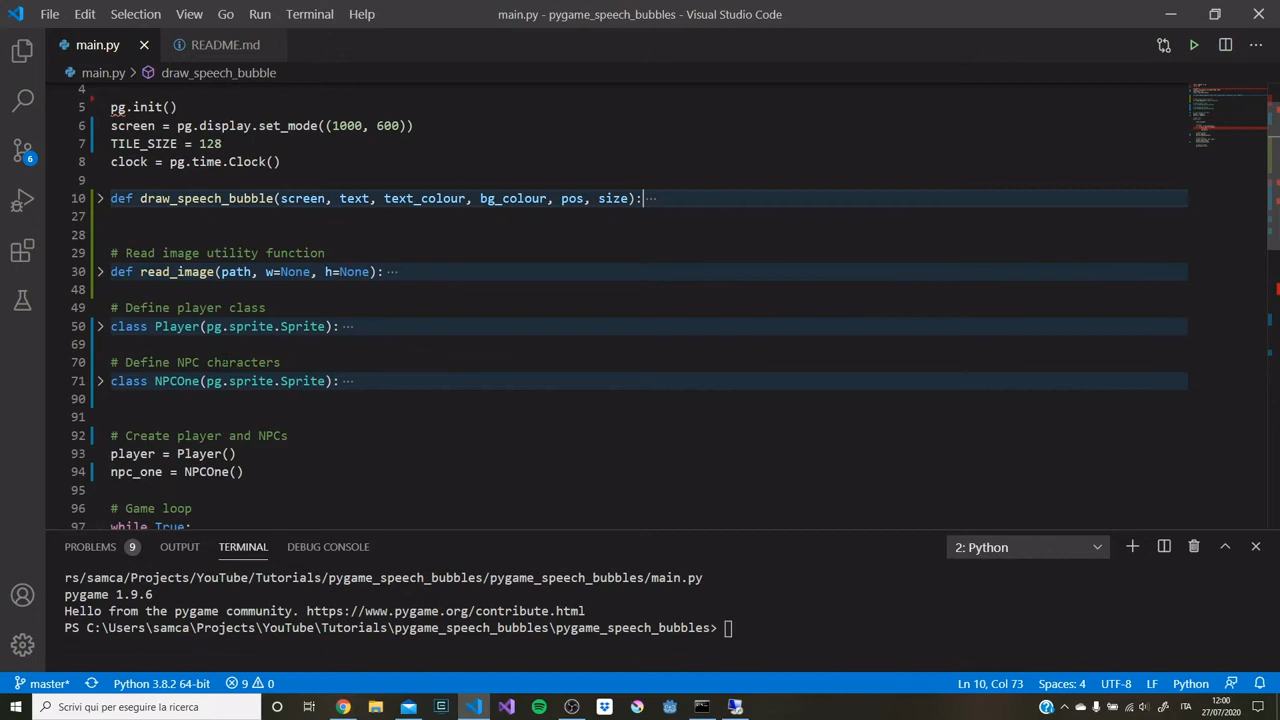 File Edit Selection View Go Run Terminal Help main.py - pygame_speech_bubbles - Visual Studio Code
main.py README.md
main.py > draw_speech_bubble
4
5 pg.init()
6 screen = pg.display.set_mode((1000, 600))
7 TILE_SIZE = 128
8 clock = pg.time.Clock()
9
10 def draw_speech_bubble(screen, text, text_colour, bg_colour, pos, size):···
27
28
29 # Read image utility function
30 def read_image(path, w=None, h=None):···
48
49 # Define player class
50 class Player(pg.sprite.Sprite):···
69
70 # Define NPC characters
71 class NPCOne(pg.sprite.Sprite):···
90
91
92 # Create player and NPCs
93 player = Player()
94 npc_one = NPCOne()
95
96 # Game loop
97 while True:
PROBLEMS 9 OUTPUT TERMINAL DEBUG CONSOLE 2: Python
rs/samca/Projects/YouTube/Tutorials/pygame_speech_bubbles/pygame_speech_bubbles/main.py
pygame 1.9.6
Hello from the pygame community. https://www.pygame.org/contribute.html
PS C:\Users\samca\Projects\YouTube\Tutorials\pygame_speech_bubbles\pygame_speech_bubbles>
6
master* Python 3.8.2 64-bit 9 0 Ln 10, Col 73 Spaces: 4 UTF-8 LF Python
Scrivi qui per eseguire la ricerca ITA 12:00
27/07/2020